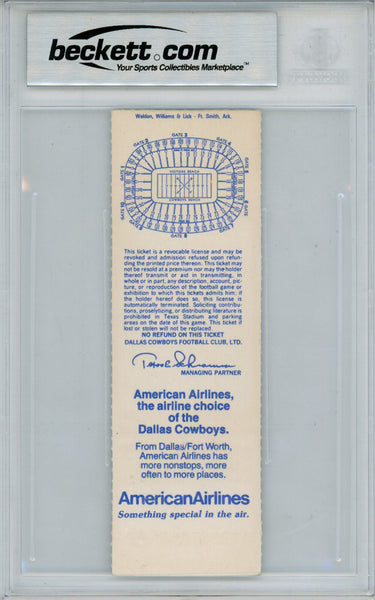 beckett.com
Your Sports Collectibles Marketplace™
Weldon, Williams & Lick - Ft. Smith, Ark.
VISITORS BENCH
COWBOYS BENCH
This ticket is a revocable license and may be
revoked and admission refused upon refun-
ding the printed price thereon. This ticket may
not be resold at a premium nor may the holder
thereof transmit or aid in transmitting, in
whole or in part, any description, account, pic-
ture, or reproduction of the football game or
exhibition to which this tickets admits him: if
the holder hereof does so, this license is
automatically terminated. Soliciting contribu-
tions, proselytizing, or distributing literature is
prohibited in Texas Stadium and parking
areas on the date of this game. This ticket if
lost or stolen will not be replaced.
NO REFUND ON THIS TICKET
DALLAS COWBOYS FOOTBALL CLUB, LTD.
MANAGING PARTNER
American Airlines,
the airline choice
of the
Dallas Cowboys.
From Dallas/Fort Worth,
American Airlines has
more nonstops, more
often to more places.
AmericanAirlines
Something special in the air.